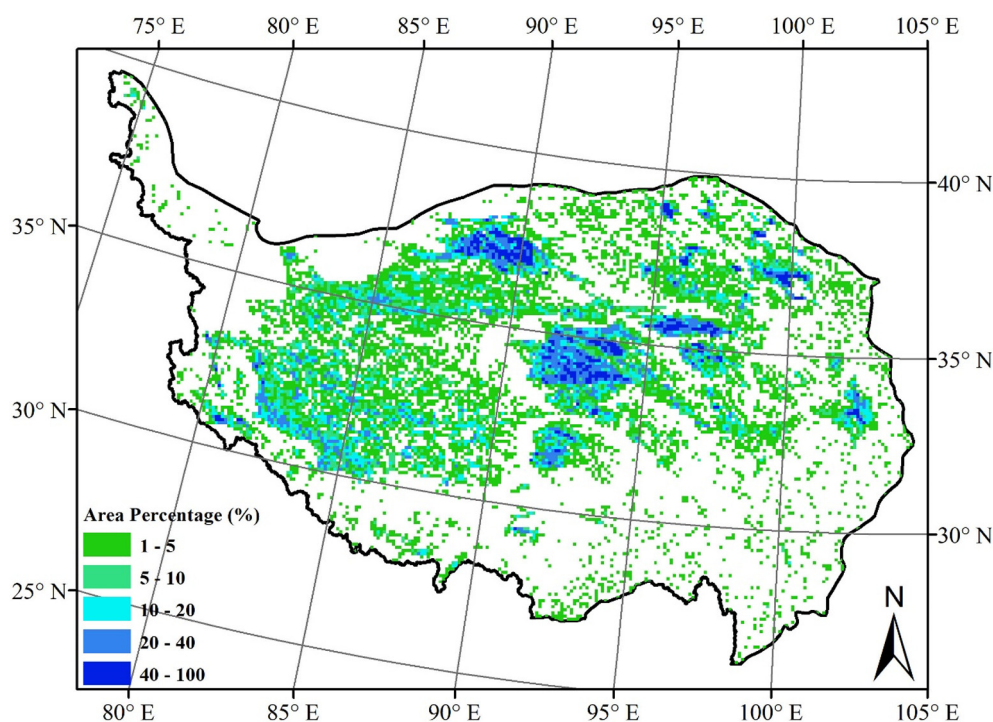 75° E 80° E 85° E 90° E 95° E 100° E 105° E
40° N
35° N
35° N
30° N
30° N
25° N
Area Percentage (%)
1 - 5
5 - 10
10 - 20
20 - 40
40 - 100
N
80° E 85° E 90° E 95° E 100° E 105° E